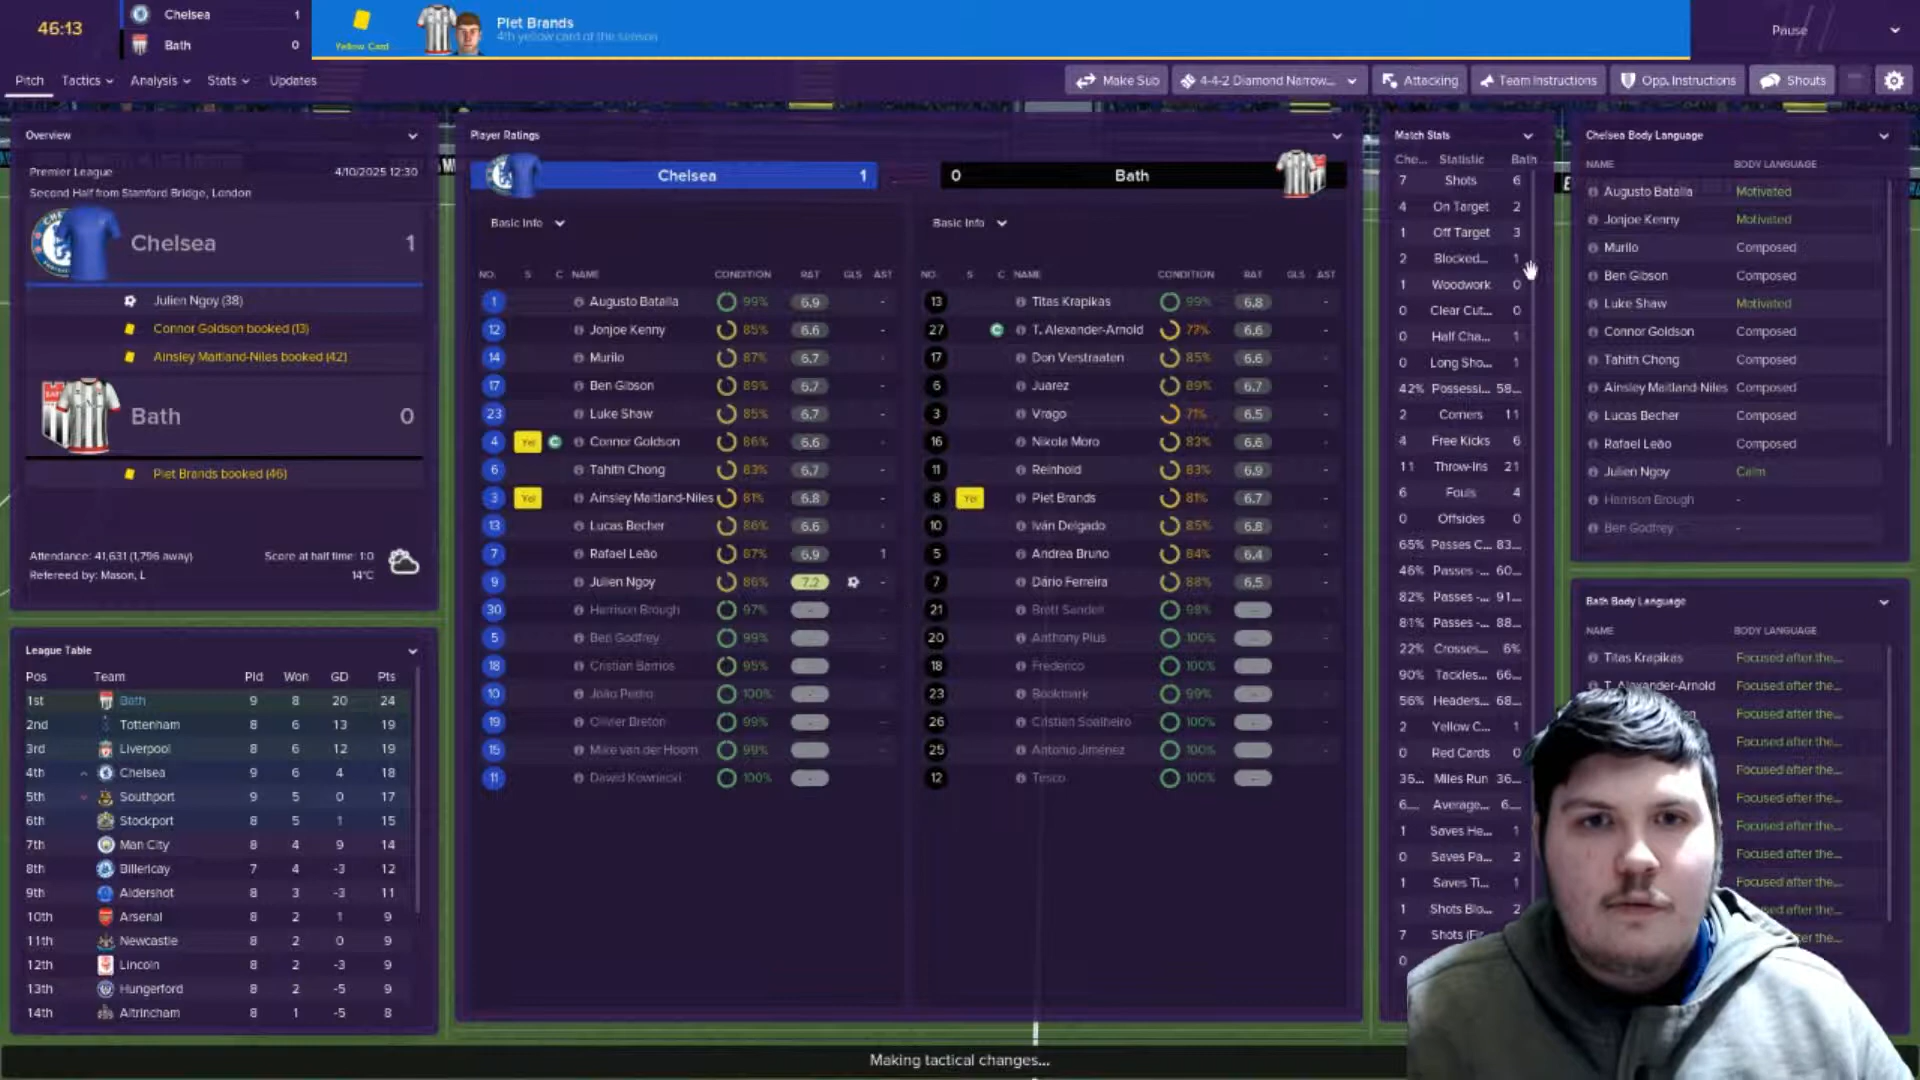 46:13
Chelsea 1
Bath 0
Yellow Card
Piet Brands
4th yellow card of the season
Pause
Pitch Tactics Analysis Stats Updates
Make Sub 4-4-2 Diamond Narrow... Attacking Team Instructions Opp. Instructions Shouts
Overview
Premier League 4/10/2025 12:30
Second Half from Stamford Bridge, London
Chelsea 1
Julien Ngoy (38)
Connor Goldson booked (13)
Ainsley Maitland-Niles booked (42)
Bath 0
Piet Brands booked (46)
Attendance: 41,631 (1,796 away) Score at half time: 1:0
Refereed by: Mason, L 14°C
League Table
Pos Team Pld Won GD Pts
1st Bath 9 8 20 24
2nd Tottenham 8 6 13 19
3rd Liverpool 8 6 12 19
4th Chelsea 9 6 4 18
5th Southport 9 5 0 17
6th Stockport 8 5 1 15
7th Man City 8 4 9 14
8th Billericay 7 4 -3 12
9th Aldershot 8 3 -3 11
10th Arsenal 8 2 1 9
11th Newcastle 8 2 0 9
12th Lincoln 8 2 -3 9
13th Hungerford 8 2 -5 9
14th Altrincham 8 1 -5 8
Player Ratings
Chelsea 1
0 Bath
Basic Info
NO. S C NAME CONDITION RAT GLS AST
1 Augusto Batalla 99% 6.9 -
12 Jonjoe Kenny 85% 6.6 -
14 Murilo 87% 6.7 -
17 Ben Gibson 89% 6.7 -
23 Luke Shaw 85% 6.7 -
4 Yel C Connor Goldson 86% 6.6 -
6 Tahith Chong 83% 6.7 -
3 Yel Ainsley Maitland-Niles 81% 6.8 -
13 Lucas Becher 86% 6.6 -
7 Rafael Leão 87% 6.9 1
9 Julien Ngoy 86% 7.2 -
30 Harrison Brough 97% -
5 Ben Godfrey 99% -
18 Cristian Barrios 95% -
10 João Pedro 100% -
19 Olivier Breton 99% -
15 Mike van der Hoorn 99% -
11 Dawid Kownacki 100% -
Basic Info
NO. S C NAME CONDITION RAT GLS AST
13 Titas Krapikas 99% 6.8 -
27 C T. Alexander-Arnold 77% 6.6 -
17 Don Verstraaten 85% 6.6 -
6 Juarez 89% 6.7 -
3 Vrago 71% 6.5 -
16 Nikola Moro 83% 6.6 -
11 Reinhold 83% 6.9 -
8 Yel Piet Brands 81% 6.7 -
10 Iván Delgado 85% 6.8 -
5 Andrea Bruno 84% 6.4 -
7 Dário Ferreira 88% 6.5 -
21 Brett Sandell 98% -
20 Anthony Pius 100% -
18 Frederico 100% -
23 Bookmark 99% -
26 Cristian Soalheiro 100% -
25 Antonio Jiménez 100% -
12 Tesco 100% -
Match Stats
Che... Statistic Bath
7 Shots 6
4 On Target 2
1 Off Target 3
2 Blocked... 1
1 Woodwork 0
0 Clear Cut... 0
0 Half Cha... 1
0 Long Sho... 1
42% Possessi... 58...
2 Corners 11
4 Free Kicks 6
11 Throw-Ins 21
6 Fouls 4
0 Offsides 0
65% Passes C... 83...
46% Passes -... 60...
82% Passes -... 91...
81% Passes -... 88...
22% Crosses... 6%
90% Tackles... 66...
56% Headers... 68...
2 Yellow C... 1
0 Red Cards 0
36... Miles Run 36...
6.... Average... 6....
1 Saves He... 1
0 Saves Pa... 2
1 Saves Ti... 1
1 Shots Blo... 2
7 Shots (Fir
0
Chelsea Body Language
NAME BODY LANGUAGE
Augusto Batalla Motivated
Jonjoe Kenny Motivated
Murilo Composed
Ben Gibson Composed
Luke Shaw Motivated
Connor Goldson Composed
Tahith Chong Composed
Ainsley Maitland-Niles Composed
Lucas Becher Composed
Rafael Leão Composed
Julien Ngoy Calm
Harrison Brough -
Ben Godfrey -
Bath Body Language
NAME BODY LANGUAGE
Titas Krapikas Focused after the...
T. Alexander-Arnold Focused after the...
Focused after the...
Focused after the...
Focused after the...
Focused after the...
Focused after the...
Focused after the...
Focused after the...
after the...
after the...
Making tactical changes...